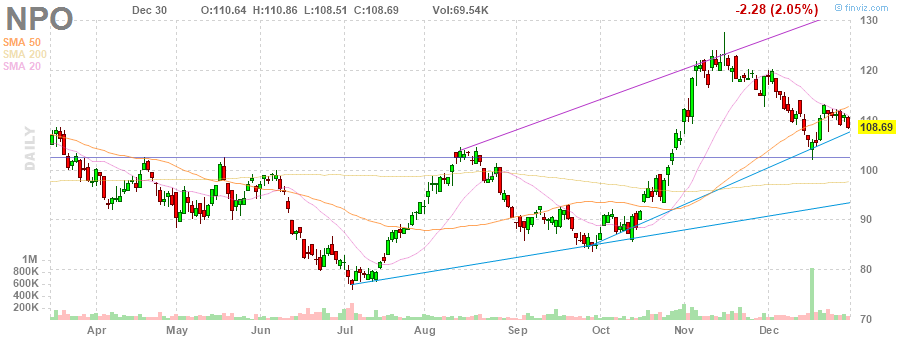 NPO Dec 30 O:110.64 H:110.86 L:108.51 C:108.69 Vol:69.54K -2.28 (2.05%) © finviz.com
SMA 50
SMA 200
SMA 20
DAILY
130
120
110
108.69
100
90
80
70
1M
800K
600K
400K
200K
Apr May Jun Jul Aug Sep Oct Nov Dec